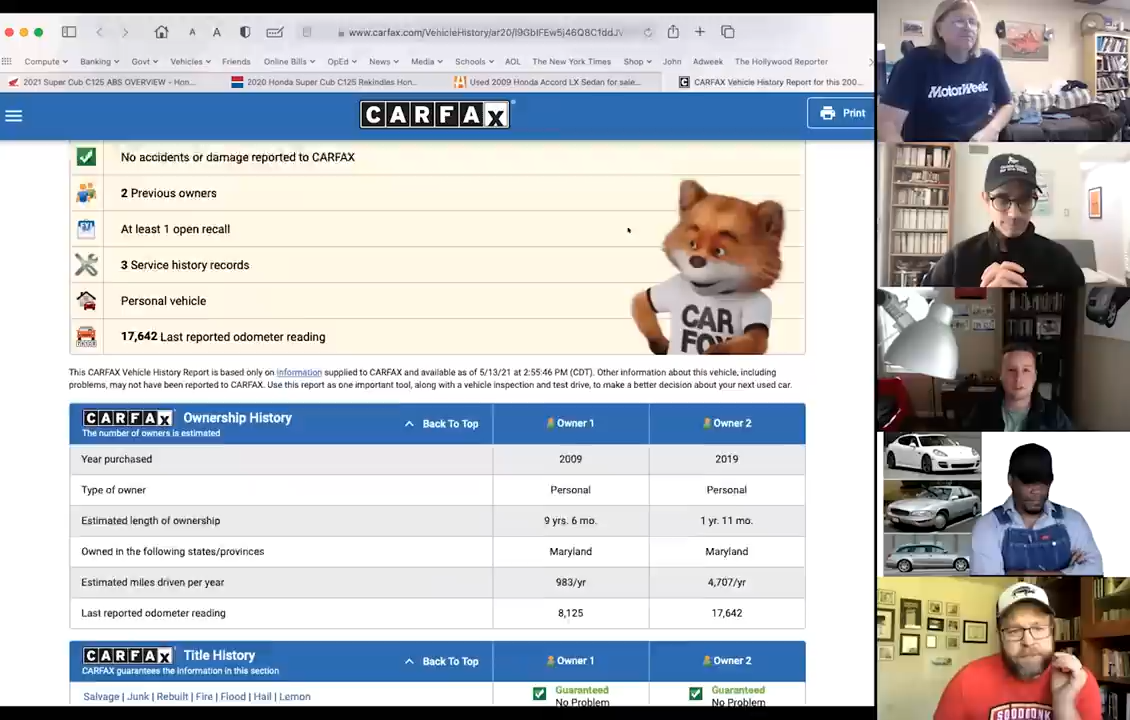 www.carfax.com/VehicleHistory/ar20/
Compute Banking Govt Vehicles Friends Online Bills OpEd News Media Schools AOL The New York Times Shop John Adweek The Hollywood Reporter
2021 Super Cub C125 ABS OVERVIEW - Hon...
2020 Honda Super Cub C125 Rekindles Hon...
Used 2009 Honda Accord LX Sedan for sale...
CARFAX Vehicle History Report for this 200...
CARFAX
Print
No accidents or damage reported to CARFAX
2 Previous owners
At least 1 open recall
3 Service history records
Personal vehicle
17,642 Last reported odometer reading
CAR
FOX
This CARFAX Vehicle History Report is based only on information supplied to CARFAX and available as of 5/13/21 at 2:55:46 PM (CDT). Other information about this vehicle, including
problems, may not have been reported to CARFAX. Use this report as one important tool, along with a vehicle inspection and test drive, to make a better decision about your next used car.
CARFAX Ownership History
The number of owners is estimated
Back To Top
Owner 1
Owner 2
Year purchased 2009 2019
Type of owner Personal Personal
Estimated length of ownership 9 yrs. 6 mo. 1 yr. 11 mo.
Owned in the following states/provinces Maryland Maryland
Estimated miles driven per year 983/yr 4,707/yr
Last reported odometer reading 8,125 17,642
CARFAX Title History
CARFAX guarantees the information in this section
Back To Top
Owner 1
Owner 2
Salvage | Junk | Rebuilt | Fire | Flood | Hail | Lemon
Guaranteed
No Problem
Guaranteed
No Problem
MotorWeek